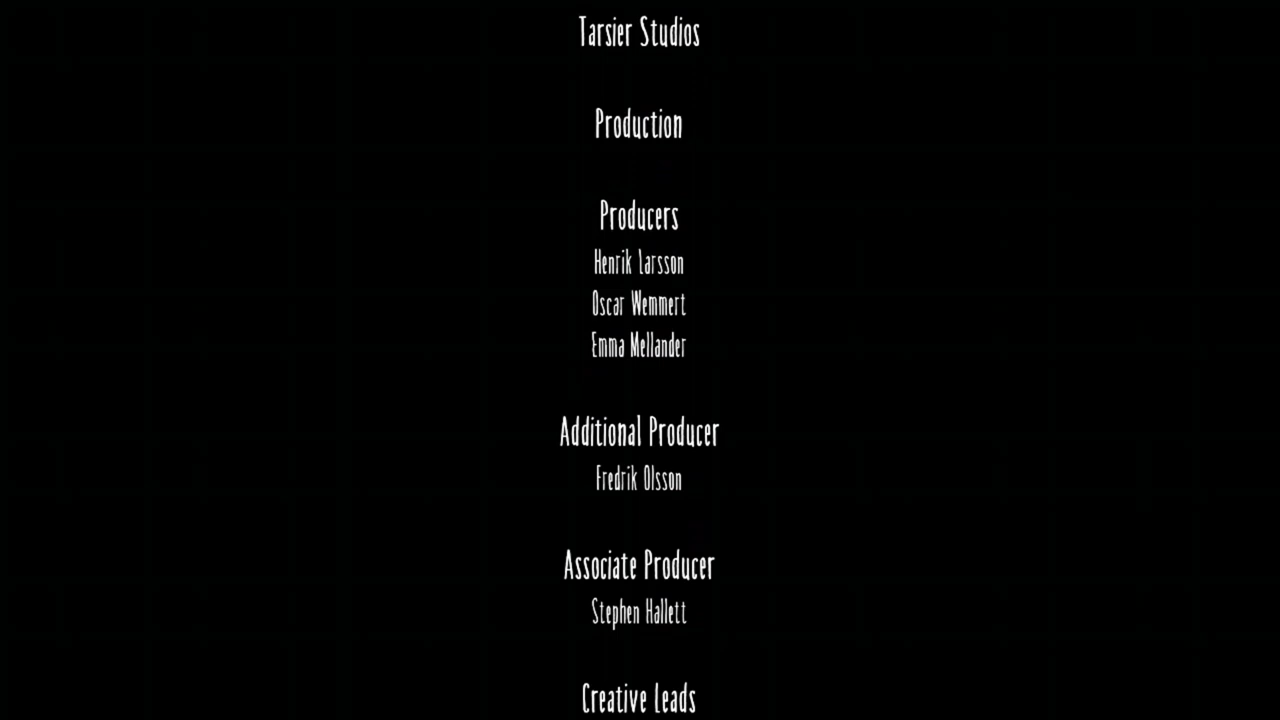 Tarsier Studios
Production
Producers
Henrik Larsson
Oscar Wemmert
Emma Mellander
Additional Producer
Fredrik Olsson
Associate Producer
Stephen Hallett
Creative Leads